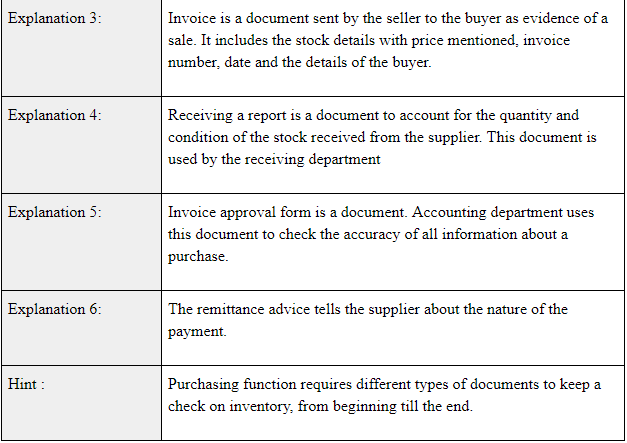 Explanation 3:
Invoice is a document sent by the seller to the buyer as evidence of a
sale. It includes the stock details with price mentioned, invoice
number, date and the details of the buyer.
Explanation 4:
Receiving a report is a document to account for the quantity and
condition of the stock received from the supplier. This document is
used by the receiving department
Explanation 5:
Invoice approval form is a document. Accounting department uses
this document to check the accuracy of all information about a
purchase.
Explanation 6:
The remittance advice tells the supplier about the nature of the
payment.
Hint :
Purchasing function requires different types of documents to keep a
check on inventory, from beginning till the end.